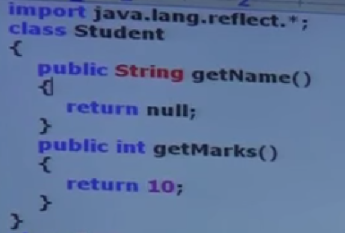 import java.lang.reflect.*;
class Student
{
public String getName()
{
return null;
}
public int getMarks()
{
return 10;
}
}